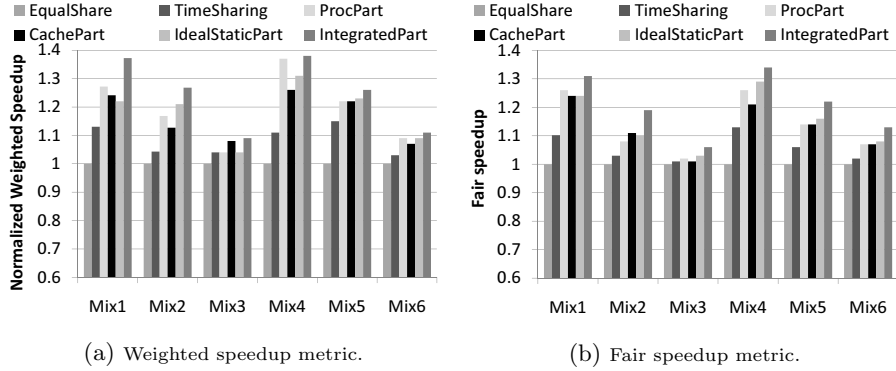 EqualShare TimeSharing ProcPart
CachePart IdealStaticPart IntegratedPart
Normalized Weighted Speedup
1.4
1.3
1.2
1.1
1
0.9
0.8
0.7
0.6
Mix1 Mix2 Mix3 Mix4 Mix5 Mix6
(a) Weighted speedup metric.
EqualShare TimeSharing ProcPart
CachePart IdealStaticPart IntegratedPart
Fair speedup
1.4
1.3
1.2
1.1
1
0.9
0.8
0.7
0.6
Mix1 Mix2 Mix3 Mix4 Mix5 Mix6
(b) Fair speedup metric.